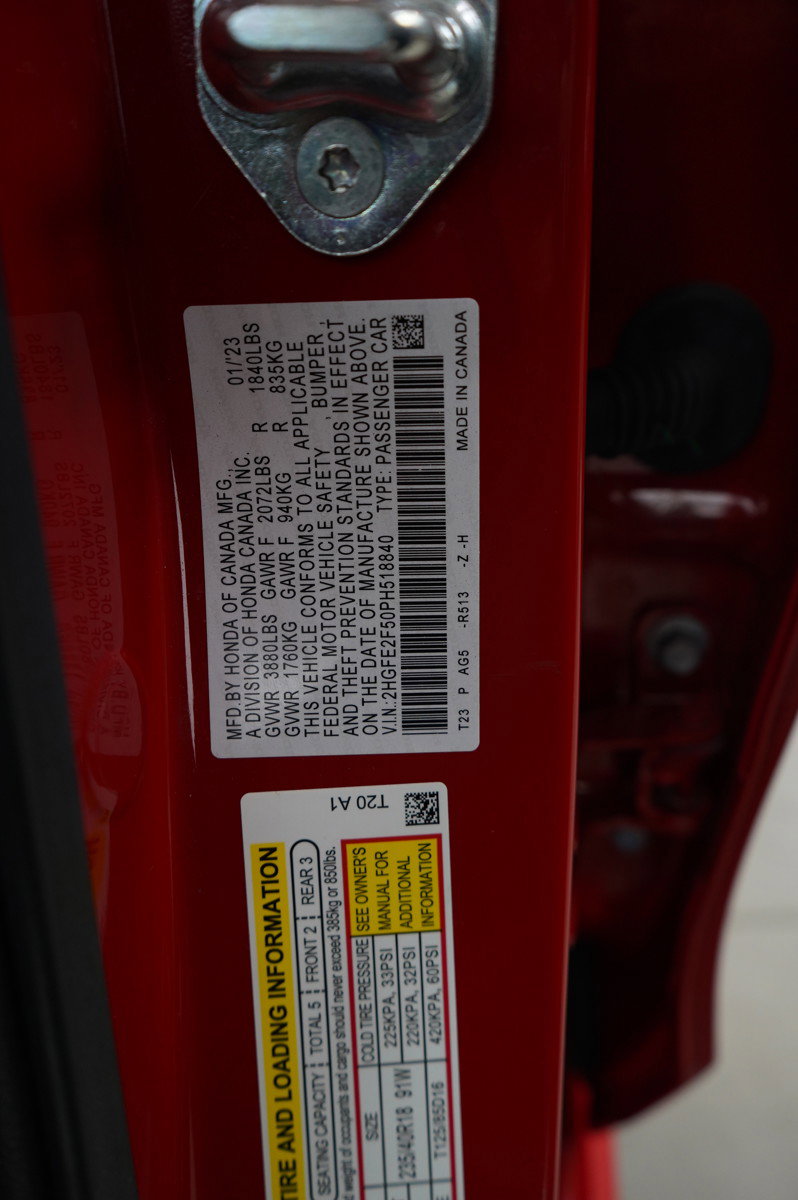 MFD.BY HONDA OF CANADA MFG., 01/'23
A DIVISION OF HONDA CANADA INC.
GVWR 3880LBS GAWR F 2072LBS R 1840LBS
GVWR 1760KG GAWR F 940KG R 835KG
THIS VEHICLE CONFORMS TO ALL APPLICABLE
FEDERAL MOTOR VEHICLE SAFETY, BUMPER,
AND THEFT PREVENTION STANDARDS IN EFFECT
ON THE DATE OF MANUFACTURE SHOWN ABOVE.
V.I.N.:2HGFE2F50PH518840 TYPE: PASSENGER CAR
T23 P AG5 -R513 -Z -H MADE IN CANADA
T20 A1
TIRE AND LOADING INFORMATION
SEATING CAPACITY TOTAL 5 FRONT 2 REAR 3
weight of occupants and cargo should never exceed 385kg or 850lbs.
SIZE COLD TIRE PRESSURE SEE OWNER'S
235/40R18 91W 225KPA, 33PSI MANUAL FOR
220KPA, 32PSI ADDITIONAL
T125/85D16 420KPA, 60PSI INFORMATION